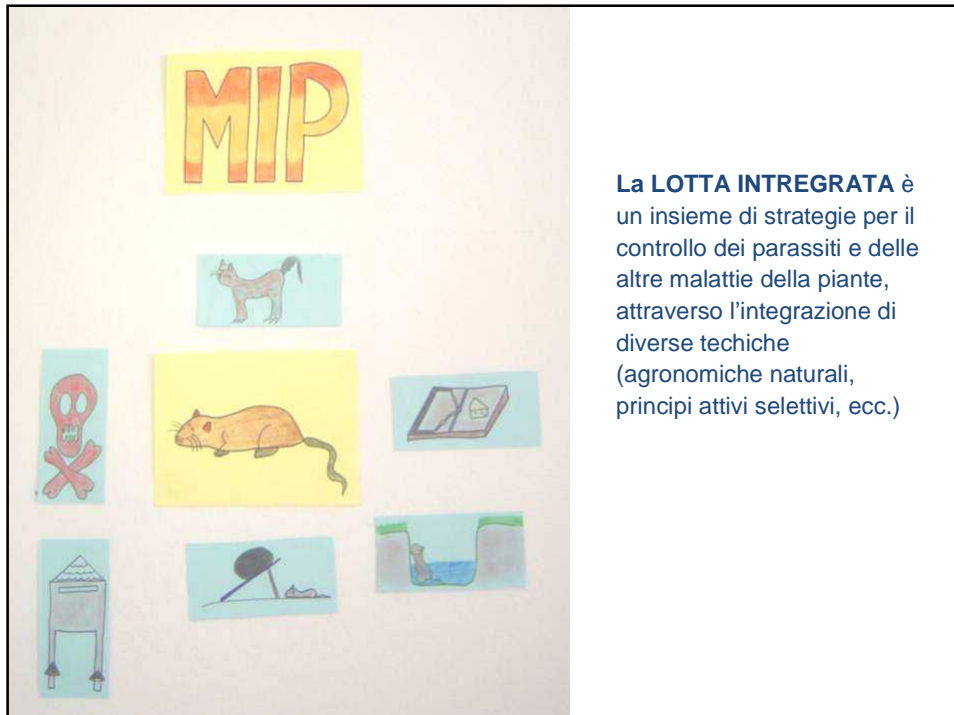 MIP
La LOTTA INTREGRATA è
un insieme di strategie per il
controllo dei parassiti e delle
altre malattie della piante,
attraverso l'integrazione di
diverse techiche
(agronomiche naturali,
principi attivi selettivi, ecc.)